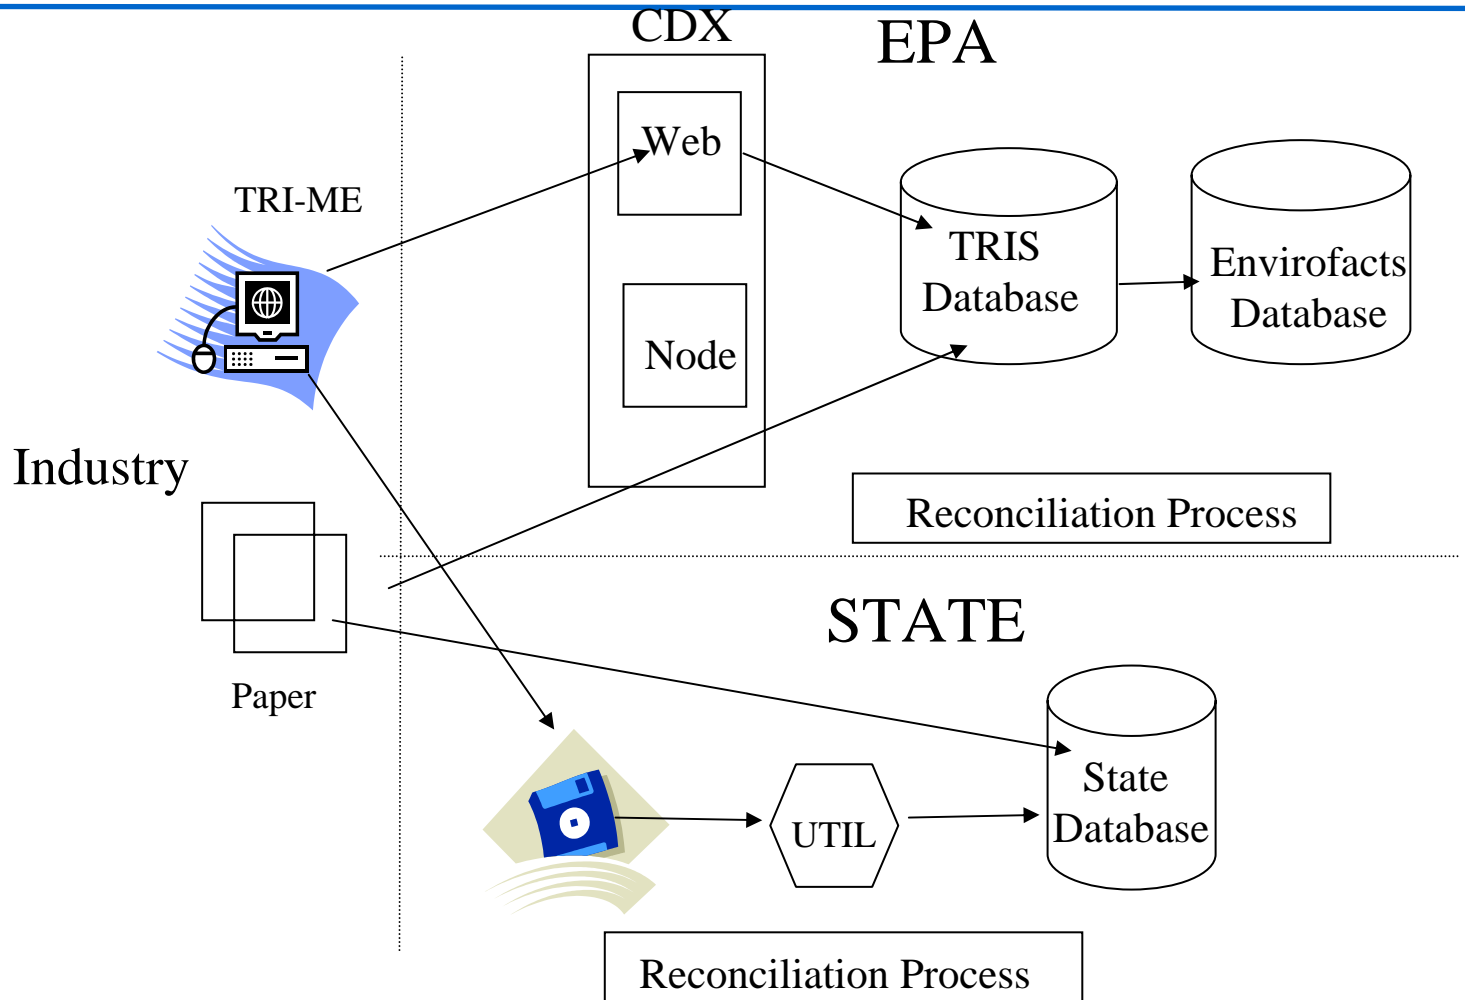 CDX
EPA
Web
TRI-ME
TRIS
Database
Envirofacts
Database
Node
Industry
Reconciliation Process
STATE
Paper
State
Database
UTIL
Reconciliation Process